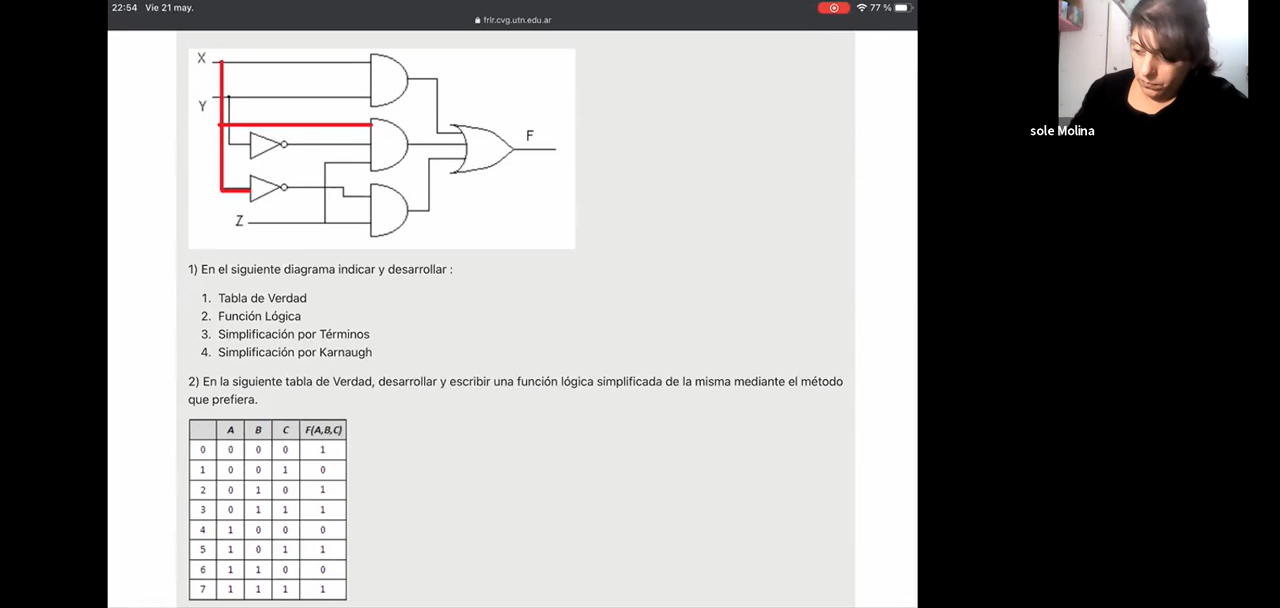 22:54 Vie 21 may.
77 %
frlr.cvg.utn.edu.ar
X
Y
F
Z
sole Molina
1) En el siguiente diagrama indicar y desarrollar :
1. Tabla de Verdad
2. Función Lógica
3. Simplificación por Términos
4. Simplificación por Karnaugh
2) En la siguiente tabla de Verdad, desarrollar y escribir una función lógica simplificada de la misma mediante el método
que prefiera.
A B C F(A,B,C)
0 0 0 0 1
1 0 0 1 0
2 0 1 0 1
3 0 1 1 1
4 1 0 0 0
5 1 0 1 1
6 1 1 0 0
7 1 1 1 1